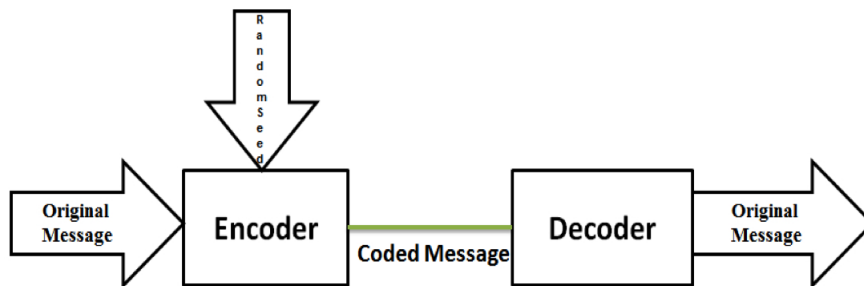 RandomSeed
Original
Message
Encoder
Coded Message
Decoder
Original
Message